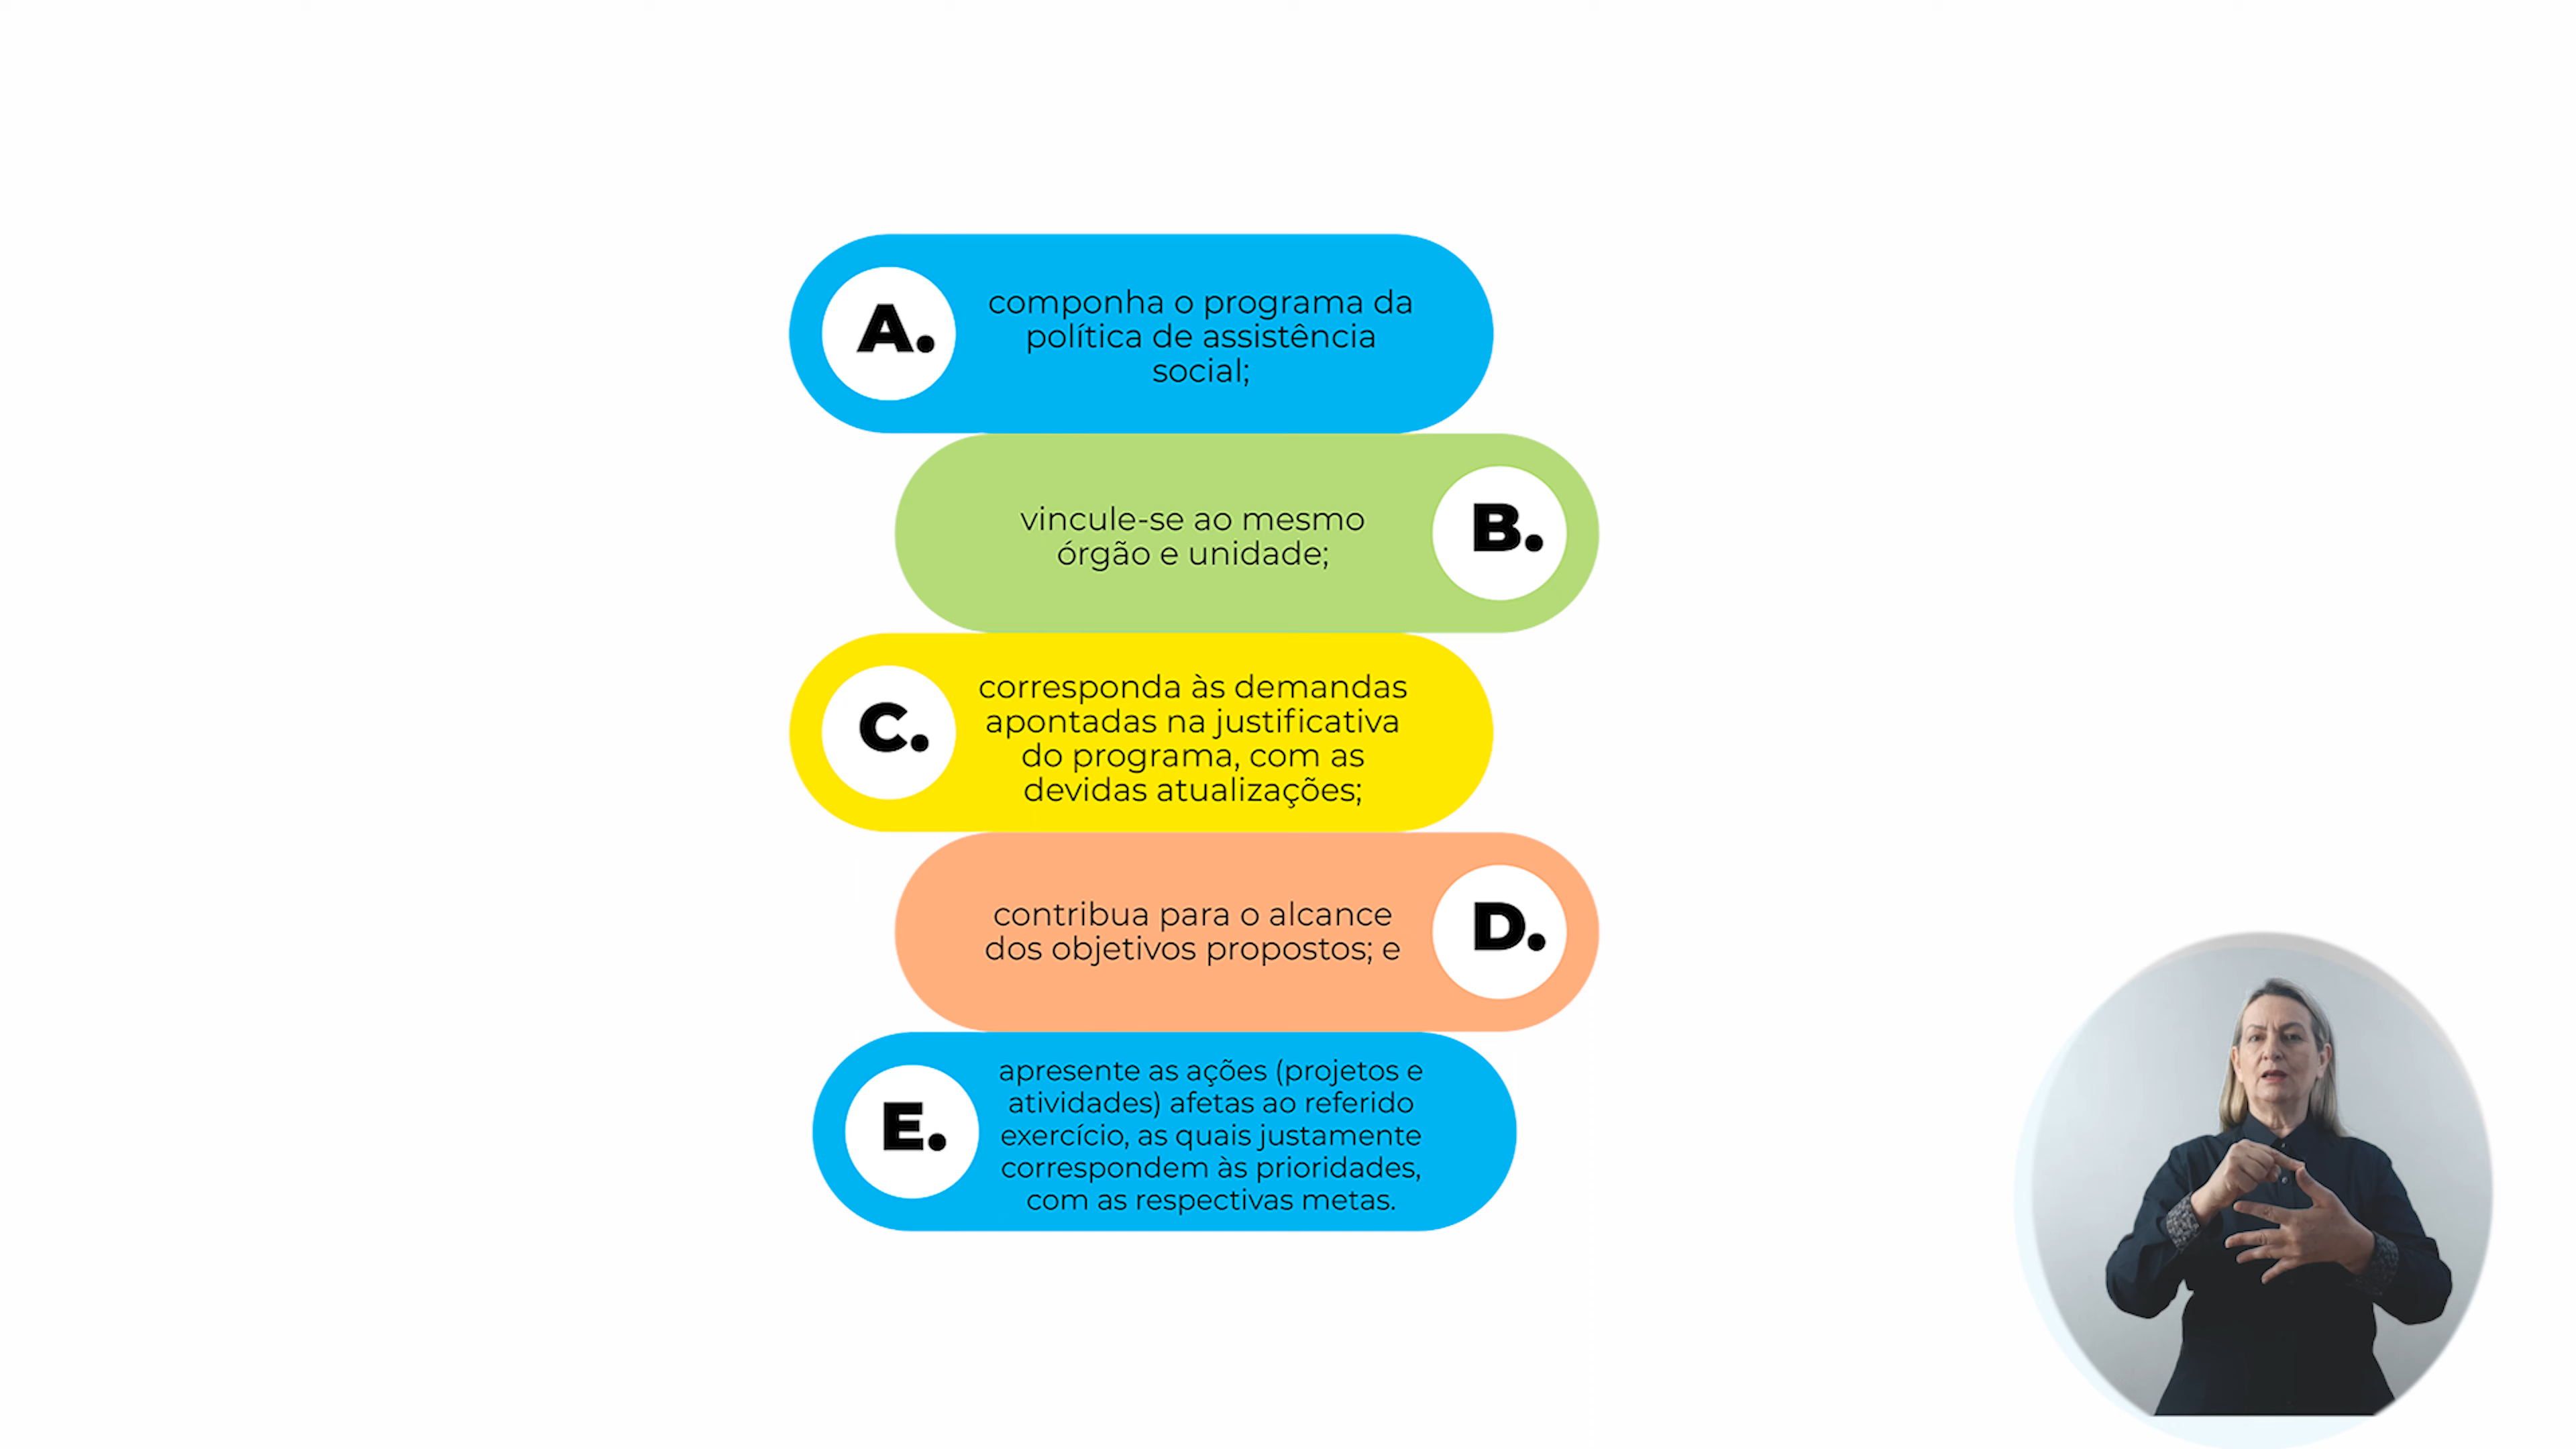 A.
componha o programa da
política de assistência
social;
vincule-se ao mesmo
órgão e unidade;
B.
C.
corresponda às demandas
apontadas na justificativa
do programa, com as
devidas atualizações;
contribua para o alcance
dos objetivos propostos; e
D.
E.
apresente as ações (projetos e
atividades) afetas ao referido
exercício, as quais justamente
correspondem às prioridades,
com as respectivas metas.